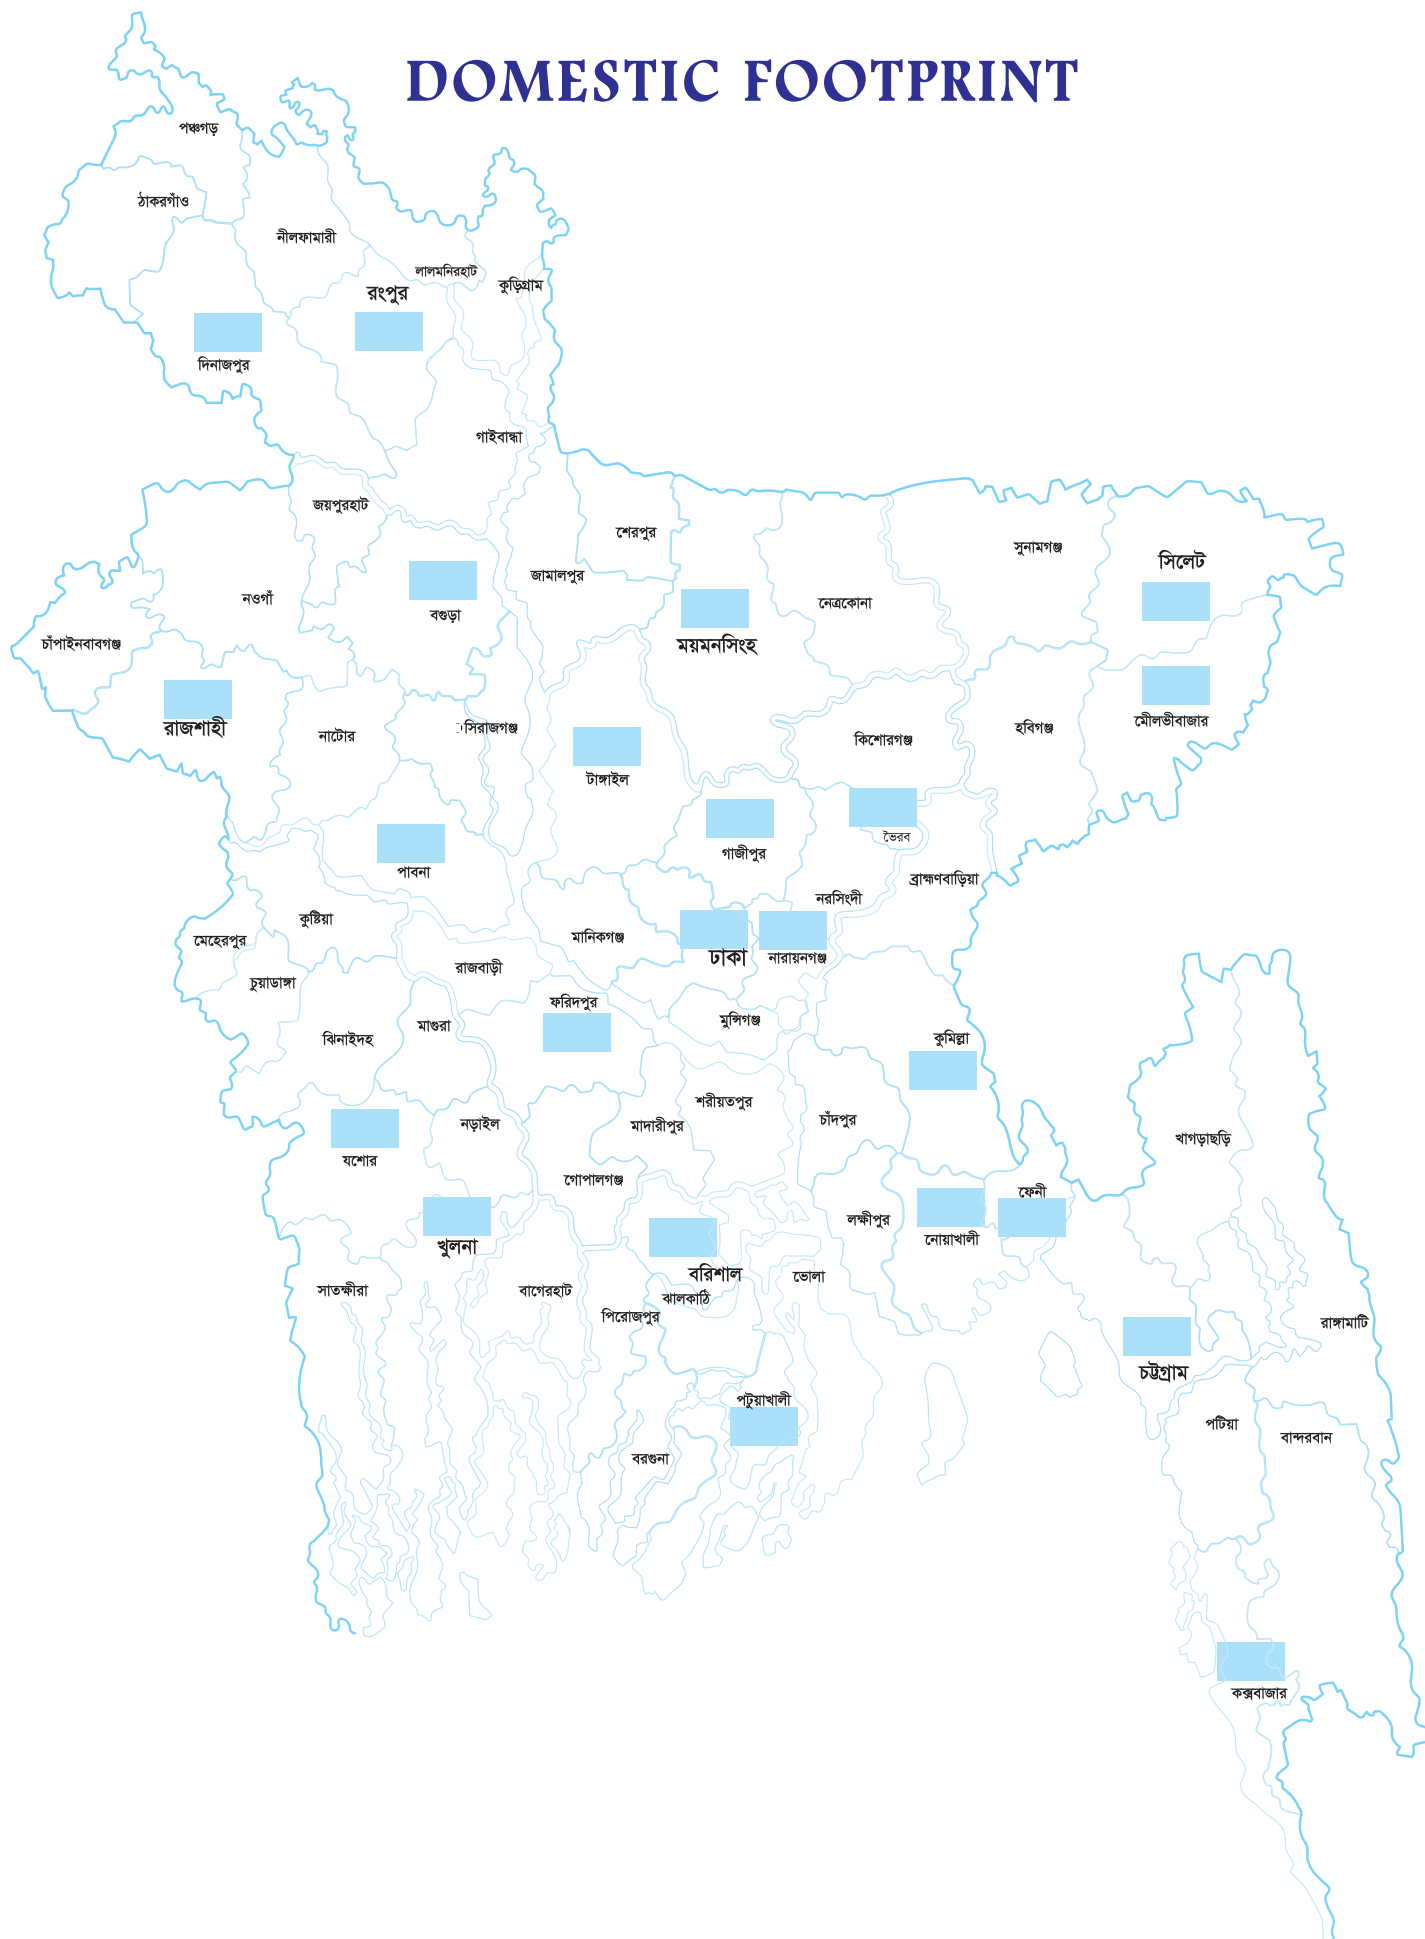 DOMESTIC FOOTPRINT
পঞ্চগড়
ঠাকরগাঁও
নীলফামারী
লালমনিরহাট
কুড়িগ্রাম
রংপুর
দিনাজপুর
গাইবান্ধা
জয়পুরহাট
শেরপুর
সুনামগঞ্জ
সিলেট
জামালপুর
নওগাঁ
নেত্রকোনা
বগুড়া
চাঁপাইনবাবগঞ্জ
ময়মনসিংহ
মৌলভীবাজার
রাজশাহী
সিরাজগঞ্জ
হবিগঞ্জ
নাটোর
কিশোরগঞ্জ
টাঙ্গাইল
ভৈরব
গাজীপুর
পাবনা
ব্রাহ্মণবাড়িয়া
নরসিংদী
কুষ্টিয়া
মানিকগঞ্জ
মেহেরপুর
ঢাকা
নারায়নগঞ্জ
রাজবাড়ী
চুয়াডাঙ্গা
ফরিদপুর
মুন্সিগঞ্জ
মাগুরা
ঝিনাইদহ
কুমিল্লা
শরীয়তপুর
চাঁদপুর
নড়াইল
মাদারীপুর
খাগড়াছড়ি
যশোর
গোপালগঞ্জ
ফেনী
লক্ষীপুর
নোয়াখালী
খুলনা
বরিশাল
ভোলা
সাতক্ষীরা
বাগেরহাট
ঝালকাঠি
পিরোজপুর
রাঙ্গামাটি
চট্টগ্রাম
পটুয়াখালী
পটিয়া
বান্দরবান
বরগুনা
কক্সবাজার